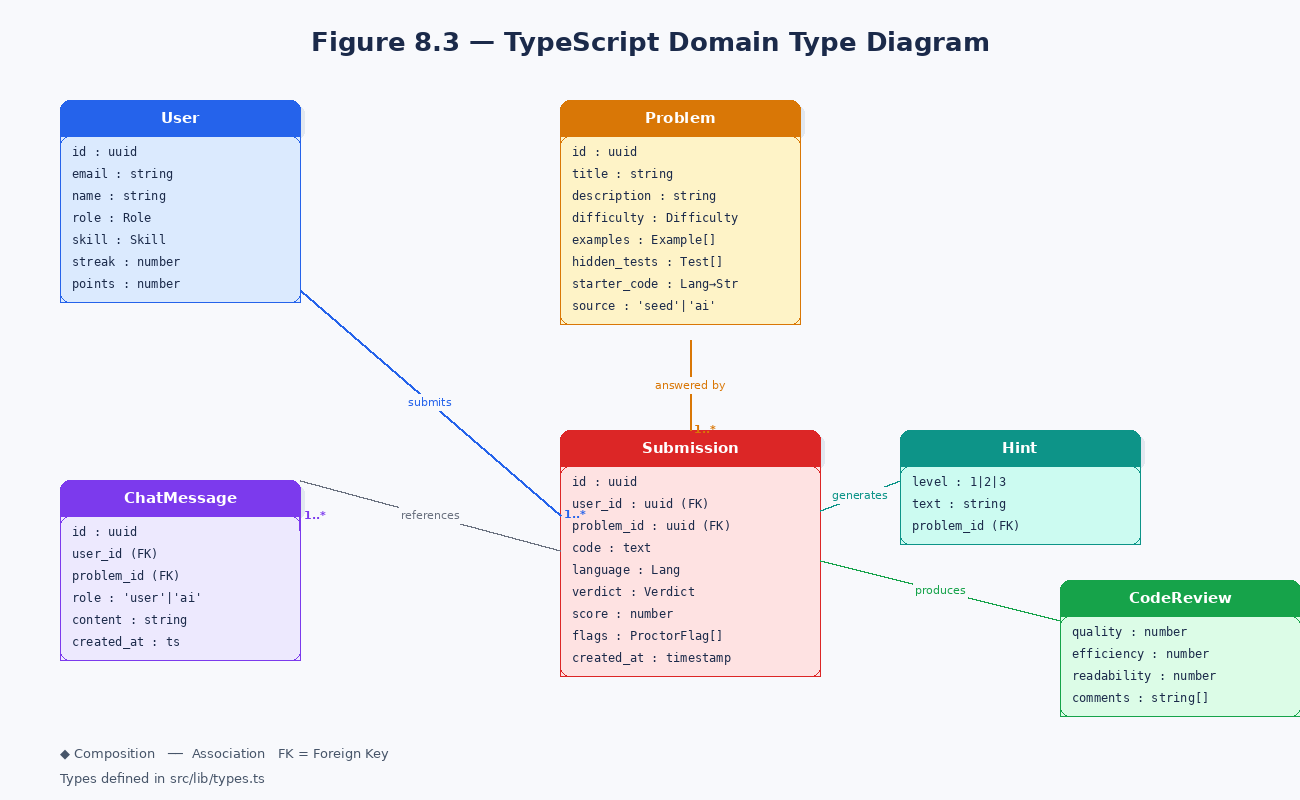 Figure 8.3 — TypeScript Domain Type Diagram
User
id : uuid
email : string
name : string
role : Role
skill : Skill
streak : number
points : number
Problem
id : uuid
title : string
description : string
difficulty : Difficulty
examples : Example[]
hidden_tests : Test[]
starter_code : Lang→Str
source : 'seed'|'ai'
submits
answered by
1..*
Submission
id : uuid
user_id : uuid (FK)
1..*
problem_id : uuid (FK)
code : text
language : Lang
verdict : Verdict
score : number
flags : ProctorFlag[]
created_at : timestamp
generates
Hint
level : 1|2|3
text : string
problem_id (FK)
ChatMessage
1..*
id : uuid
user_id (FK)
problem_id (FK)
role : 'user'|'ai'
content : string
created_at : ts
references
produces
CodeReview
quality : number
efficiency : number
readability : number
comments : string[]
◆ Composition — Association FK = Foreign Key
Types defined in src/lib/types.ts